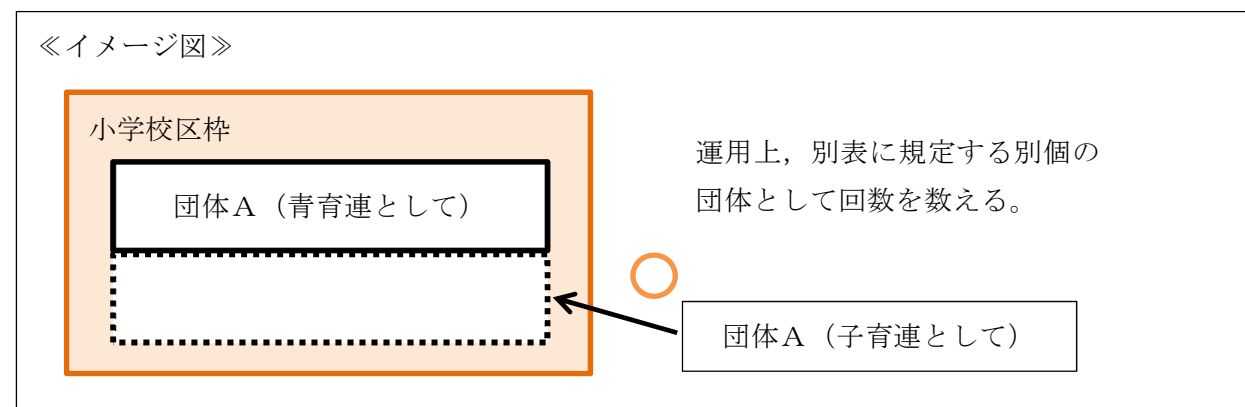 ≪イメージ図≫
小学校区枠
団体A（青育連として）
運用上，別表に規定する別個の
団体として回数を数える。
団体A（子育連として）